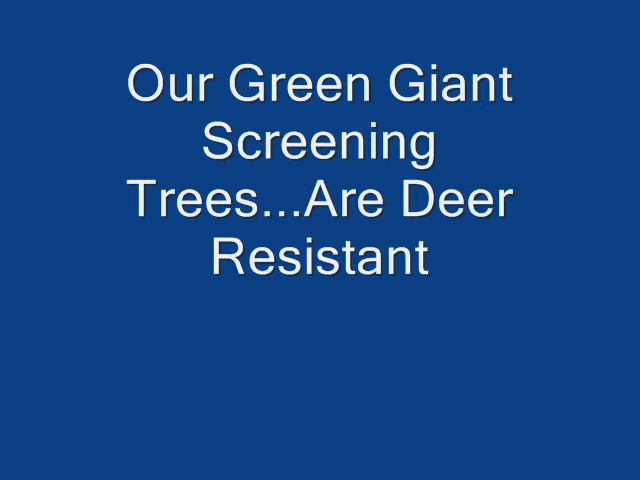 Our Green Giant
Screening
Trees...Are Deer
Resistant